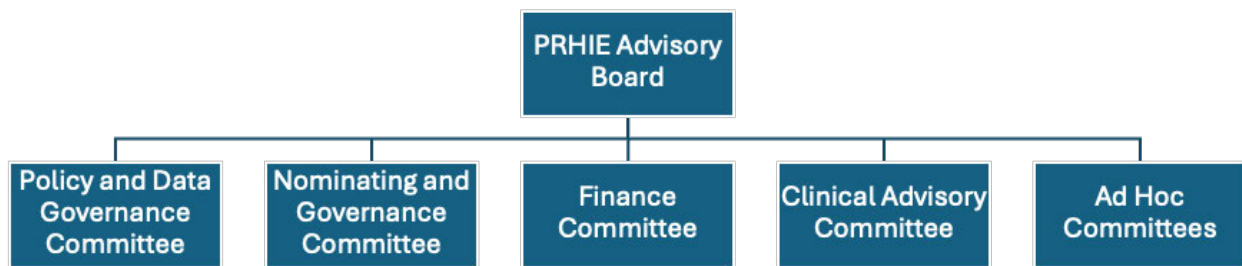 PRHIE Advisory
Board
Policy and Data
Governance
Committee
Nominating and
Governance
Committee
Finance
Committee
Clinical Advisory
Committee
Ad Hoc
Committees